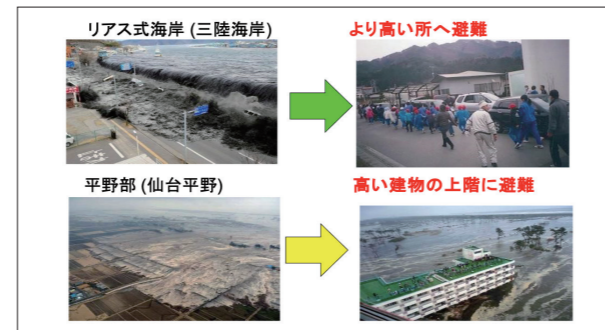 リアス式海岸 (三陸海岸)
より高い所へ避難
平野部 (仙台平野)
高い建物の上階に避難